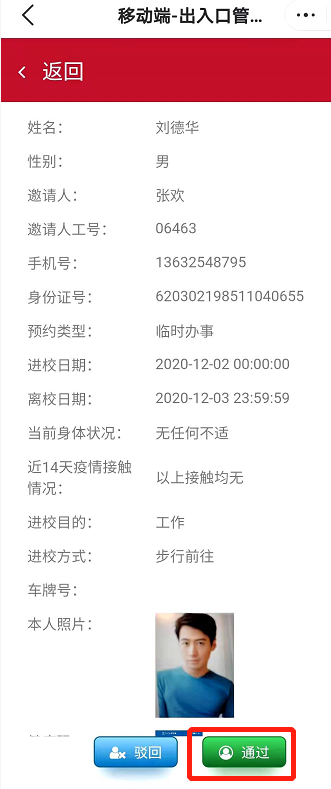 移动端-出入口管...
返回
姓名：
刘德华
性别：
男
邀请人：
张欢
邀请人工号：
06463
手机号：
13632548795
身份证号：
620302198511040655
预约类型：
临时办事
进校日期：
2020-12-02 00:00:00
离校日期：
2020-12-03 23:59:59
当前身体状况：
无任何不适
近14天疫情接触
情况：
以上接触均无
进校目的：
工作
进校方式：
步行前往
车牌号：
本人照片：
驳回
通过